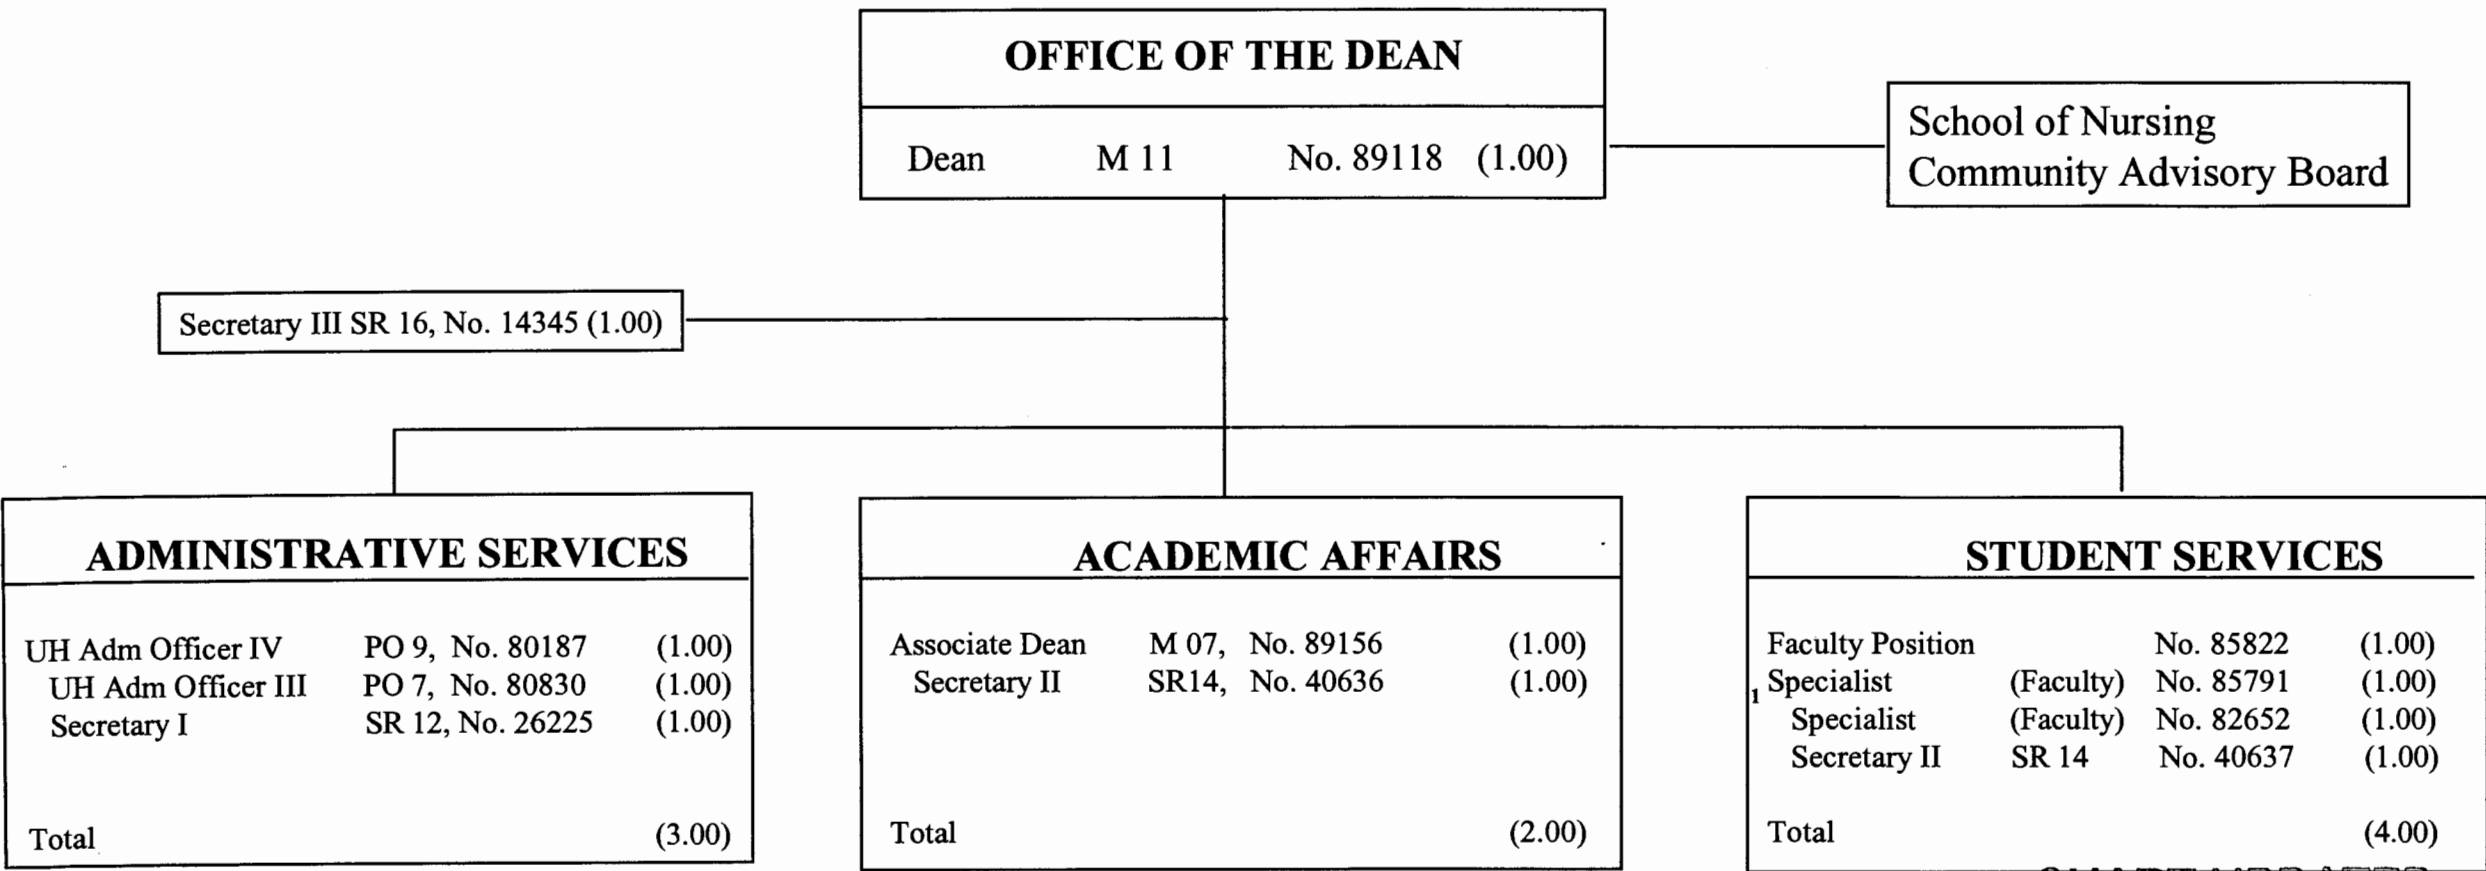 OFFICE OF THE DEAN
Dean M 11 No. 89118 (1.00)
School of Nursing
Community Advisory Board
Secretary III SR 16, No. 14345 (1.00)
ADMINISTRATIVE SERVICES
UH Adm Officer IV PO 9, No. 80187 (1.00)
UH Adm Officer III PO 7, No. 80830 (1.00)
Secretary I SR 12, No. 26225 (1.00)
Total (3.00)
ACADEMIC AFFAIRS
Associate Dean M 07, No. 89156 (1.00)
Secretary II SR14, No. 40636 (1.00)
Total (2.00)
STUDENT SERVICES
Faculty Position No. 85822 (1.00)
1 Specialist (Faculty) No. 85791 (1.00)
Specialist (Faculty) No. 82652 (1.00)
Secretary II SR 14 No. 40637 (1.00)
Total (4.00)